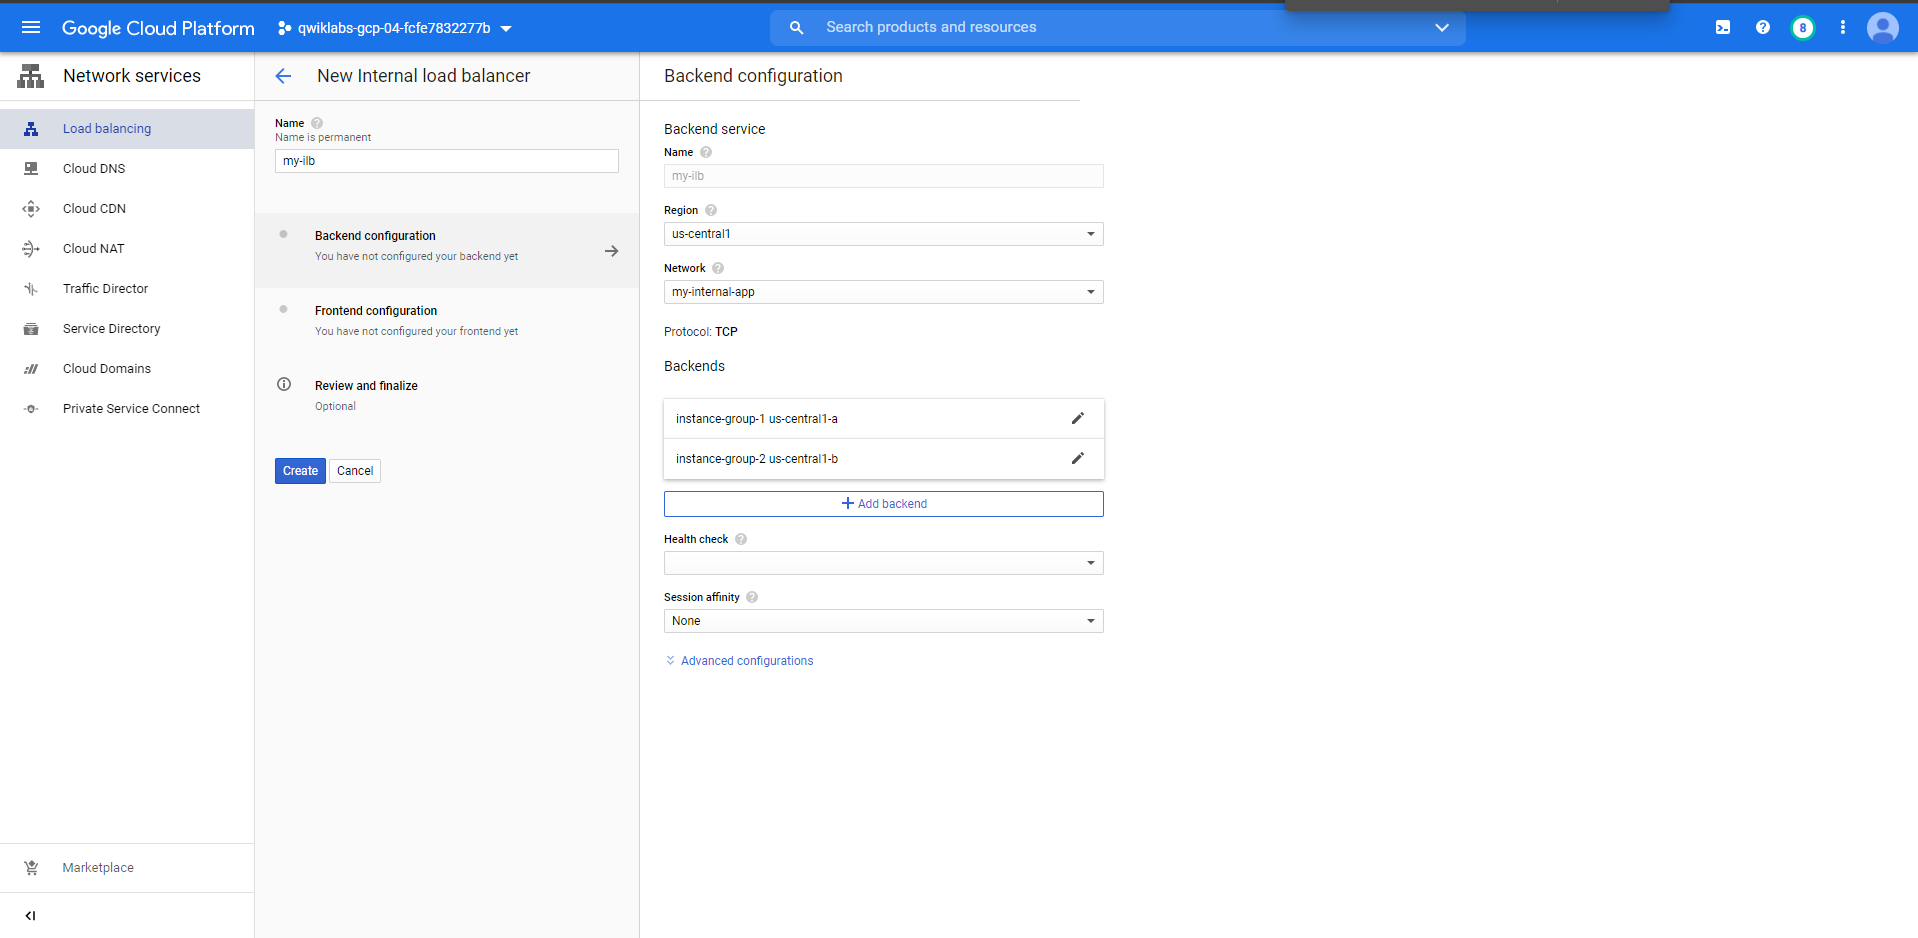 Google Cloud Platform
qwiklabs-gcp-04-fcfe7832277b
Search products and resources
8
Network services
Load balancing
Cloud DNS
Cloud CDN
Cloud NAT
Traffic Director
Service Directory
Cloud Domains
Private Service Connect
Marketplace
New Internal load balancer
Name
Name is permanent
my-ilb
Backend configuration
You have not configured your backend yet
Frontend configuration
You have not configured your frontend yet
Review and finalize
Optional
Create Cancel
Backend configuration
Backend service
Name
my-ilb
Region
us-central1
Network
my-internal-app
Protocol: TCP
Backends
instance-group-1 us-central1-a
instance-group-2 us-central1-b
Add backend
Health check
Session affinity
None
Advanced configurations